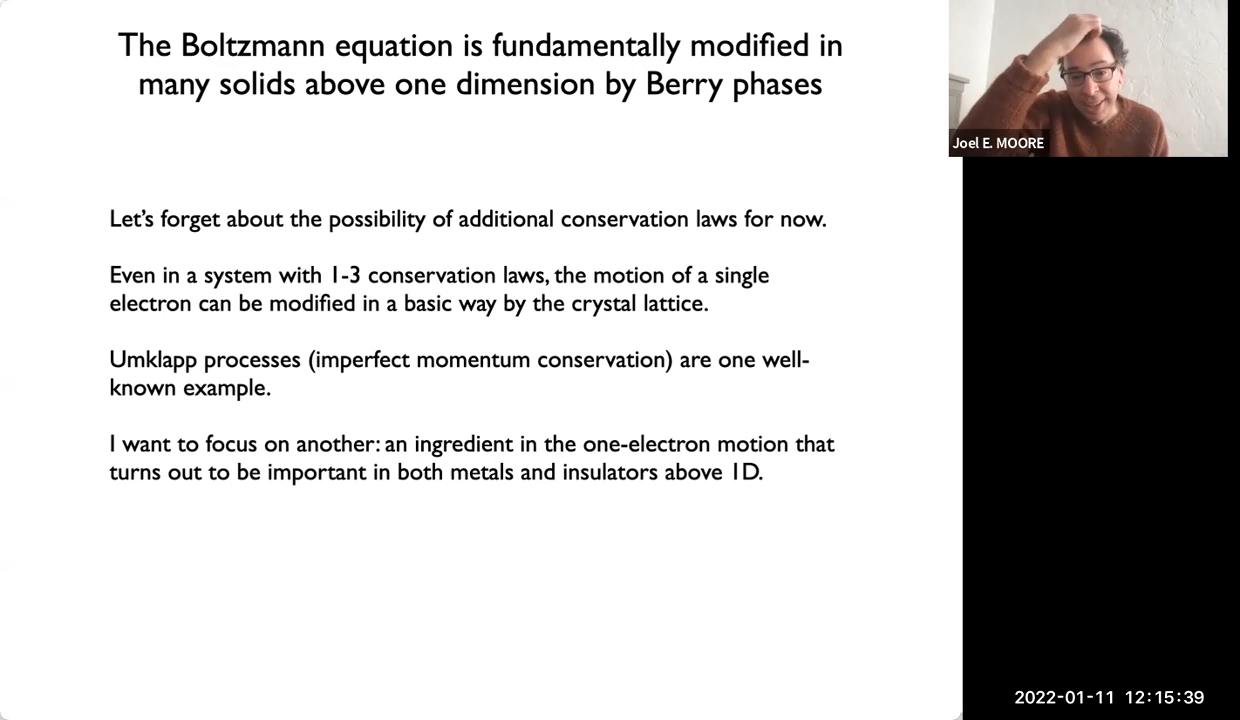 The Boltzmann equation is fundamentally modified in
many solids above one dimension by Berry phases
Let's forget about the possibility of additional conservation laws for now.
Even in a system with 1-3 conservation laws, the motion of a single
electron can be modified in a basic way by the crystal lattice.
Umklapp processes (imperfect momentum conservation) are one well-
known example.
I want to focus on another: an ingredient in the one-electron motion that
turns out to be important in both metals and insulators above 1D.
Joel E. MOORE
2022-01-11 12:15:39